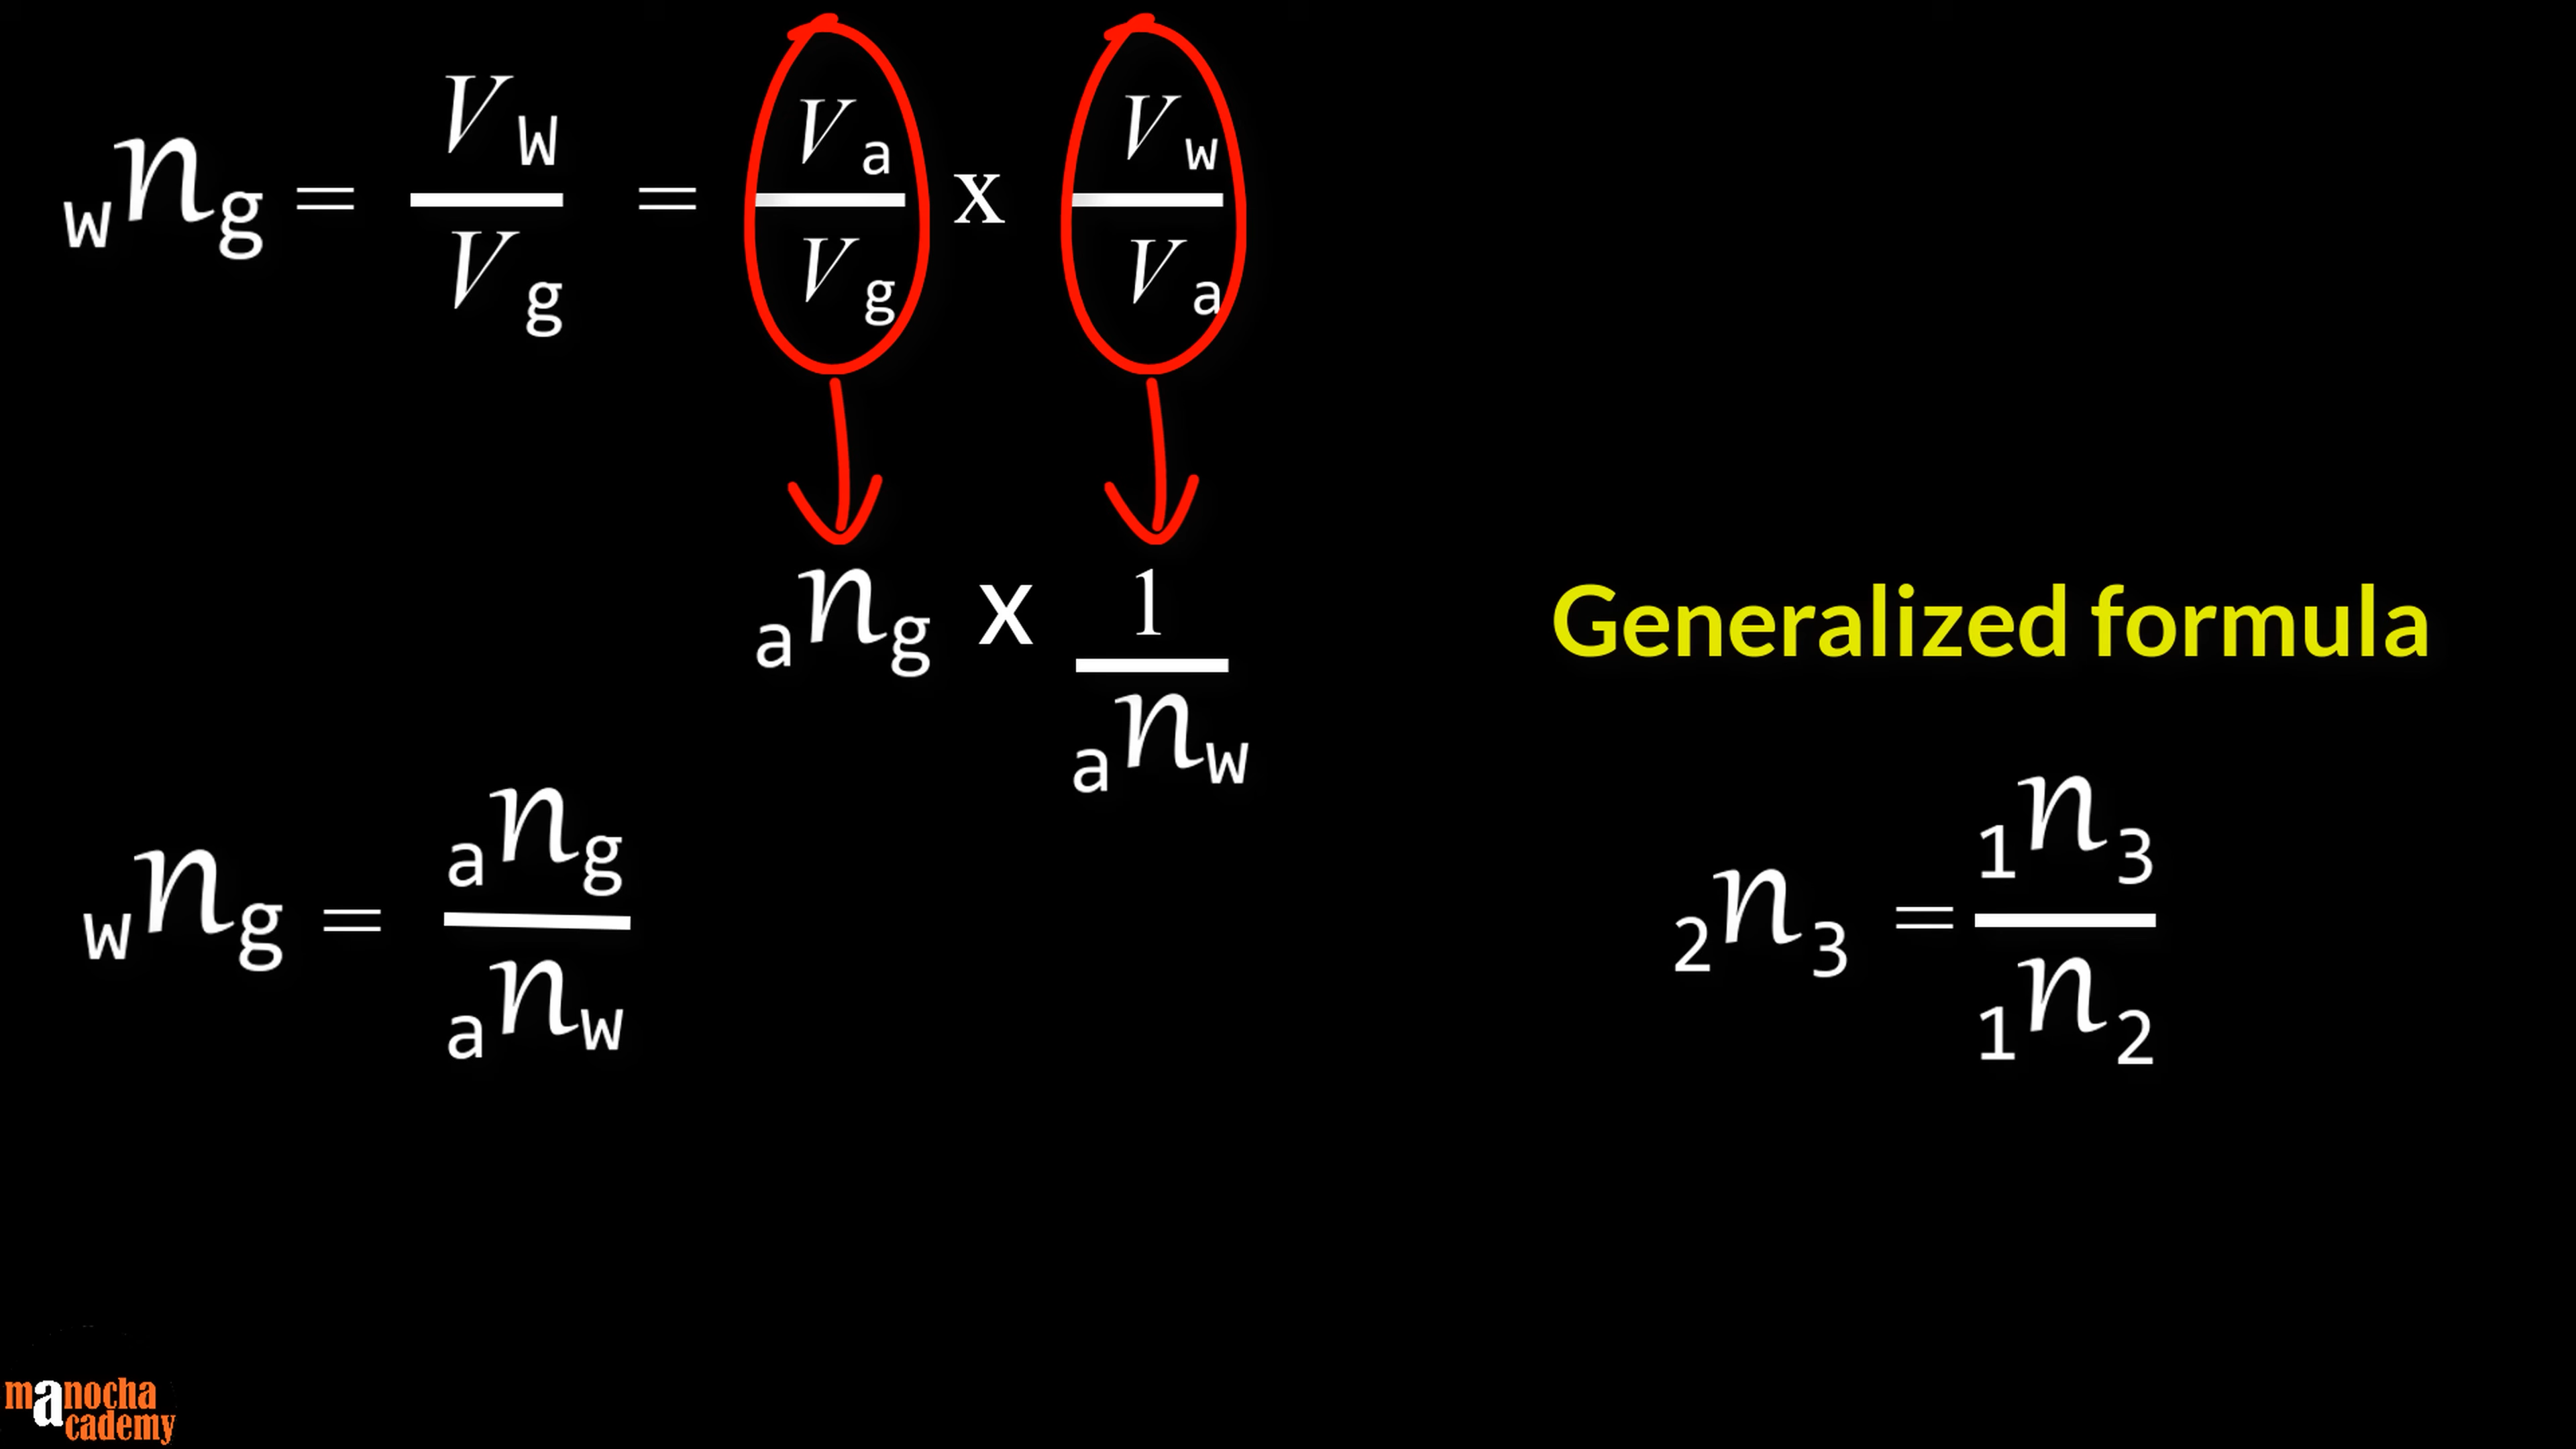 wng = Vw/Vg = Va/Vg x Vw/Va
ang x 1/anw
wng = ang/anw
Generalized formula
2n3 = 1n3/1n2
manocha
academy